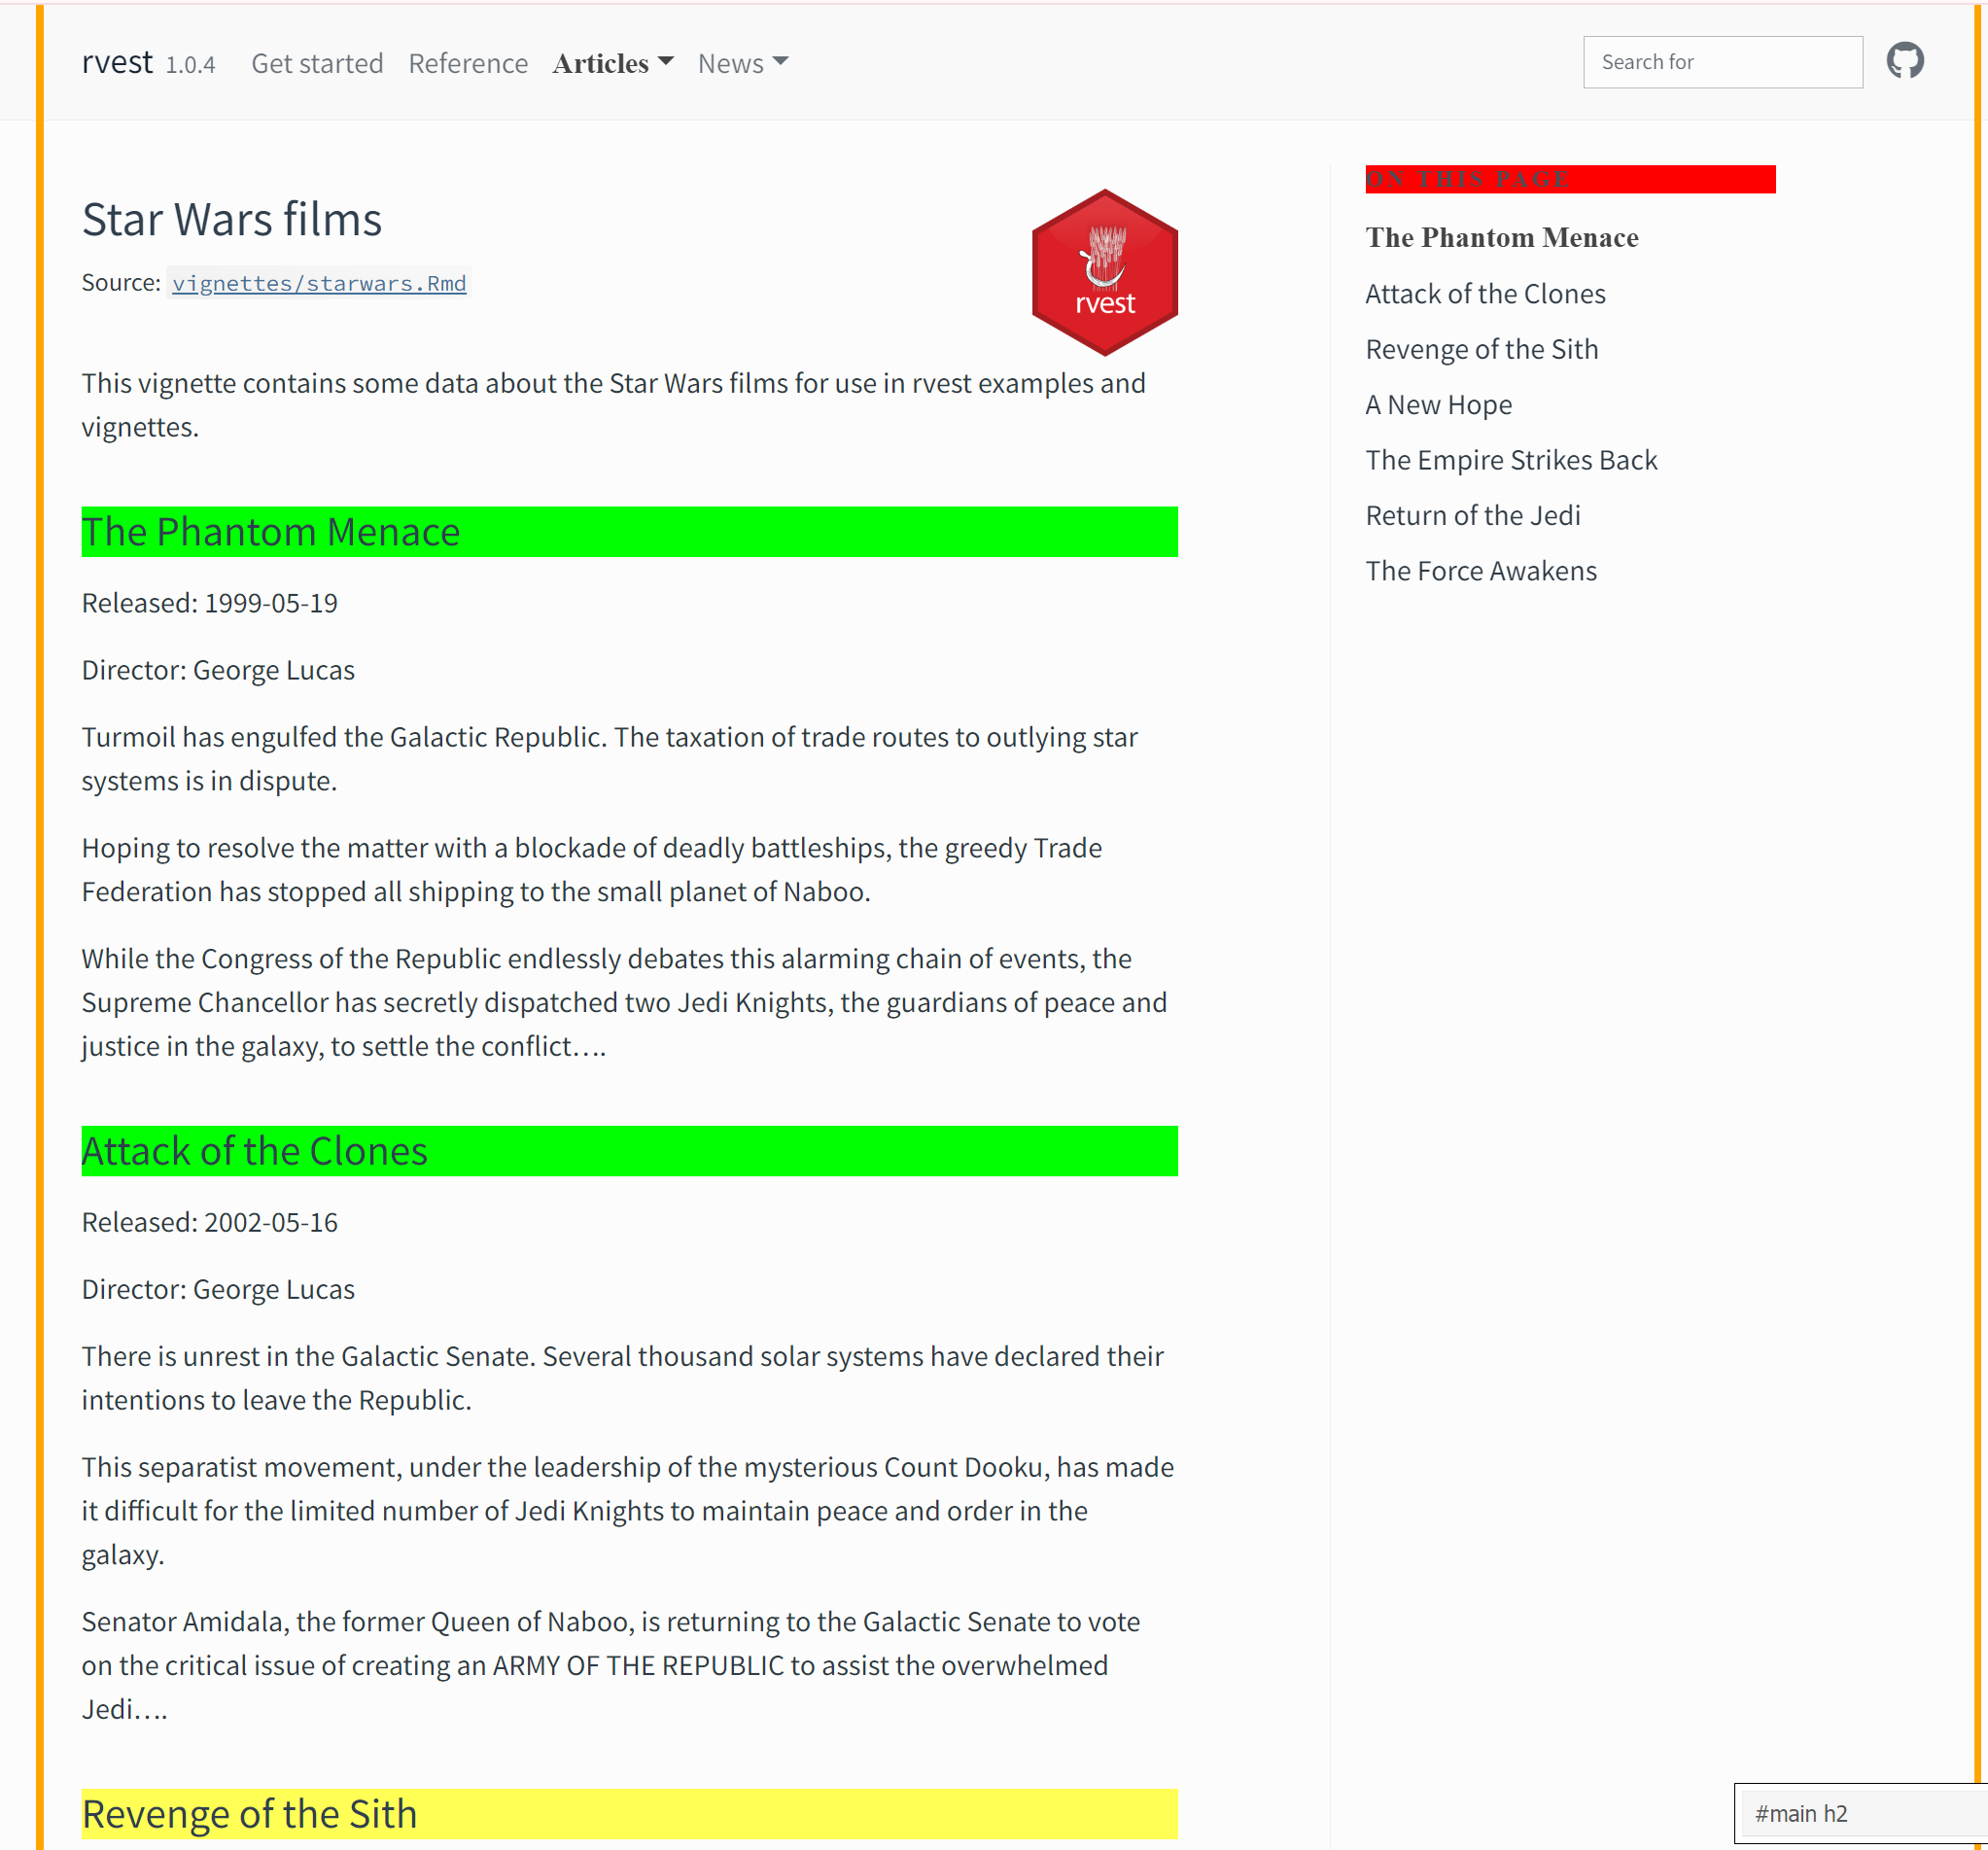 rvest 1.0.4 Get started Reference Articles News
Search for
Star Wars films
Source: vignettes/starwars.Rmd
rvest
This vignette contains some data about the Star Wars films for use in rvest examples and
vignettes.
The Phantom Menace
Released: 1999-05-19
Director: George Lucas
Turmoil has engulfed the Galactic Republic. The taxation of trade routes to outlying star
systems is in dispute.
Hoping to resolve the matter with a blockade of deadly battleships, the greedy Trade
Federation has stopped all shipping to the small planet of Naboo.
While the Congress of the Republic endlessly debates this alarming chain of events, the
Supreme Chancellor has secretly dispatched two Jedi Knights, the guardians of peace and
justice in the galaxy, to settle the conflict….
Attack of the Clones
Released: 2002-05-16
Director: George Lucas
There is unrest in the Galactic Senate. Several thousand solar systems have declared their
intentions to leave the Republic.
This separatist movement, under the leadership of the mysterious Count Dooku, has made
it difficult for the limited number of Jedi Knights to maintain peace and order in the
galaxy.
Senator Amidala, the former Queen of Naboo, is returning to the Galactic Senate to vote
on the critical issue of creating an ARMY OF THE REPUBLIC to assist the overwhelmed
Jedi….
Revenge of the Sith
ON THIS PAGE
The Phantom Menace
Attack of the Clones
Revenge of the Sith
A New Hope
The Empire Strikes Back
Return of the Jedi
The Force Awakens
#main h2